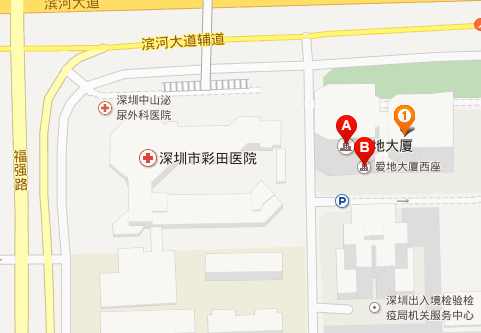 滨河大道
滨河大道辅道
深圳中山泌
尿外科医院
1
A
地大厦
B
爱地大厦西座
深圳市彩田医院
福强路
P
深圳出入境检验检
疫局机关服务中心